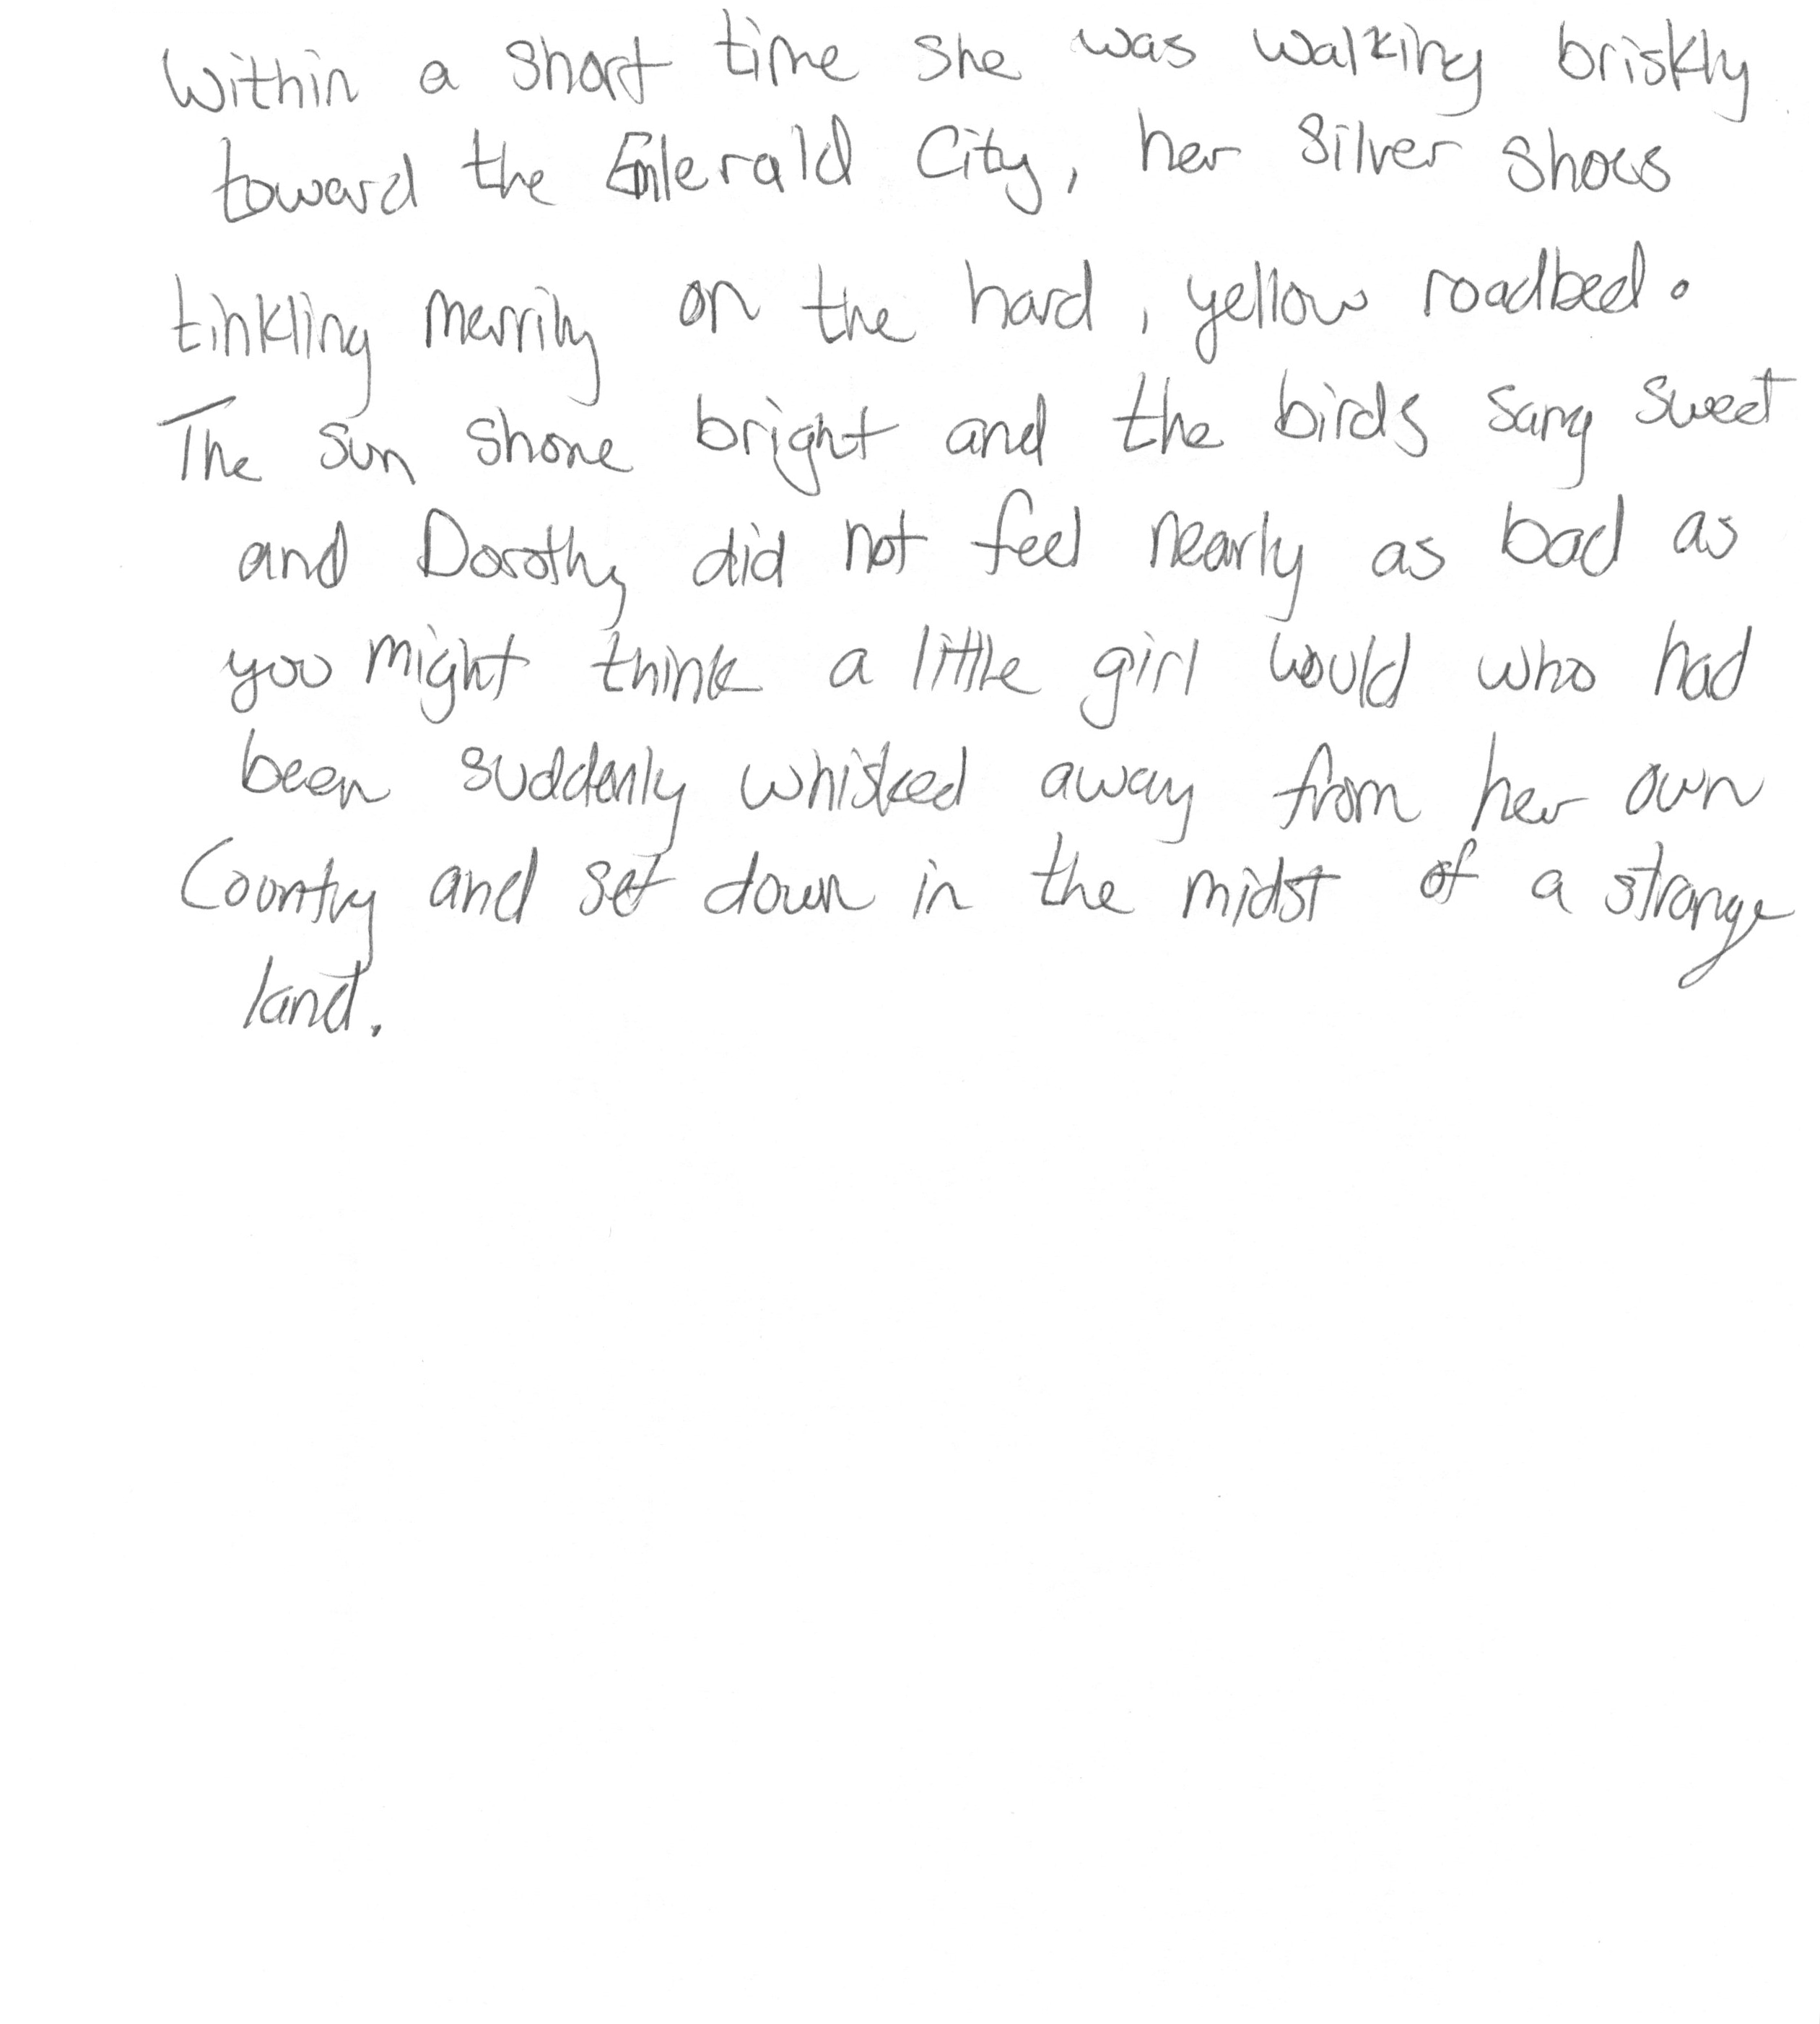 Within a short time she was walking briskly
toward the Emerald City, her Silver Shoes
tinkling merrily on the hard, yellow roadbed.
The sun shone bright and the birds sang sweet
and Dorothy did not feel nearly as bad as
you might think a little girl would who had
been suddenly whisked away from her own
Country and set down in the midst of a strange
land.